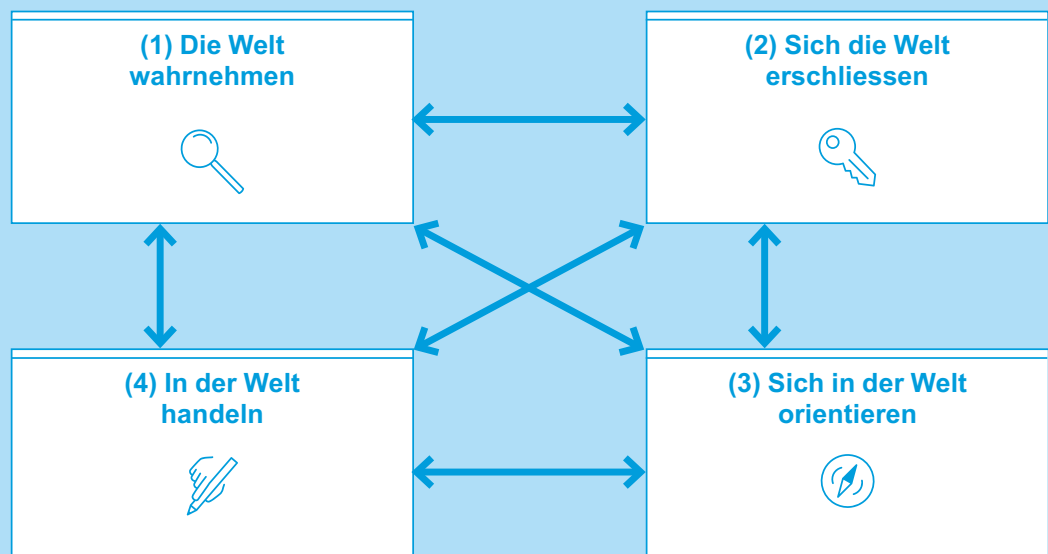 (1) Die Welt
wahrnehmen
(2) Sich die Welt
erschliessen
(4) In der Welt
handeln
(3) Sich in der Welt
orientieren